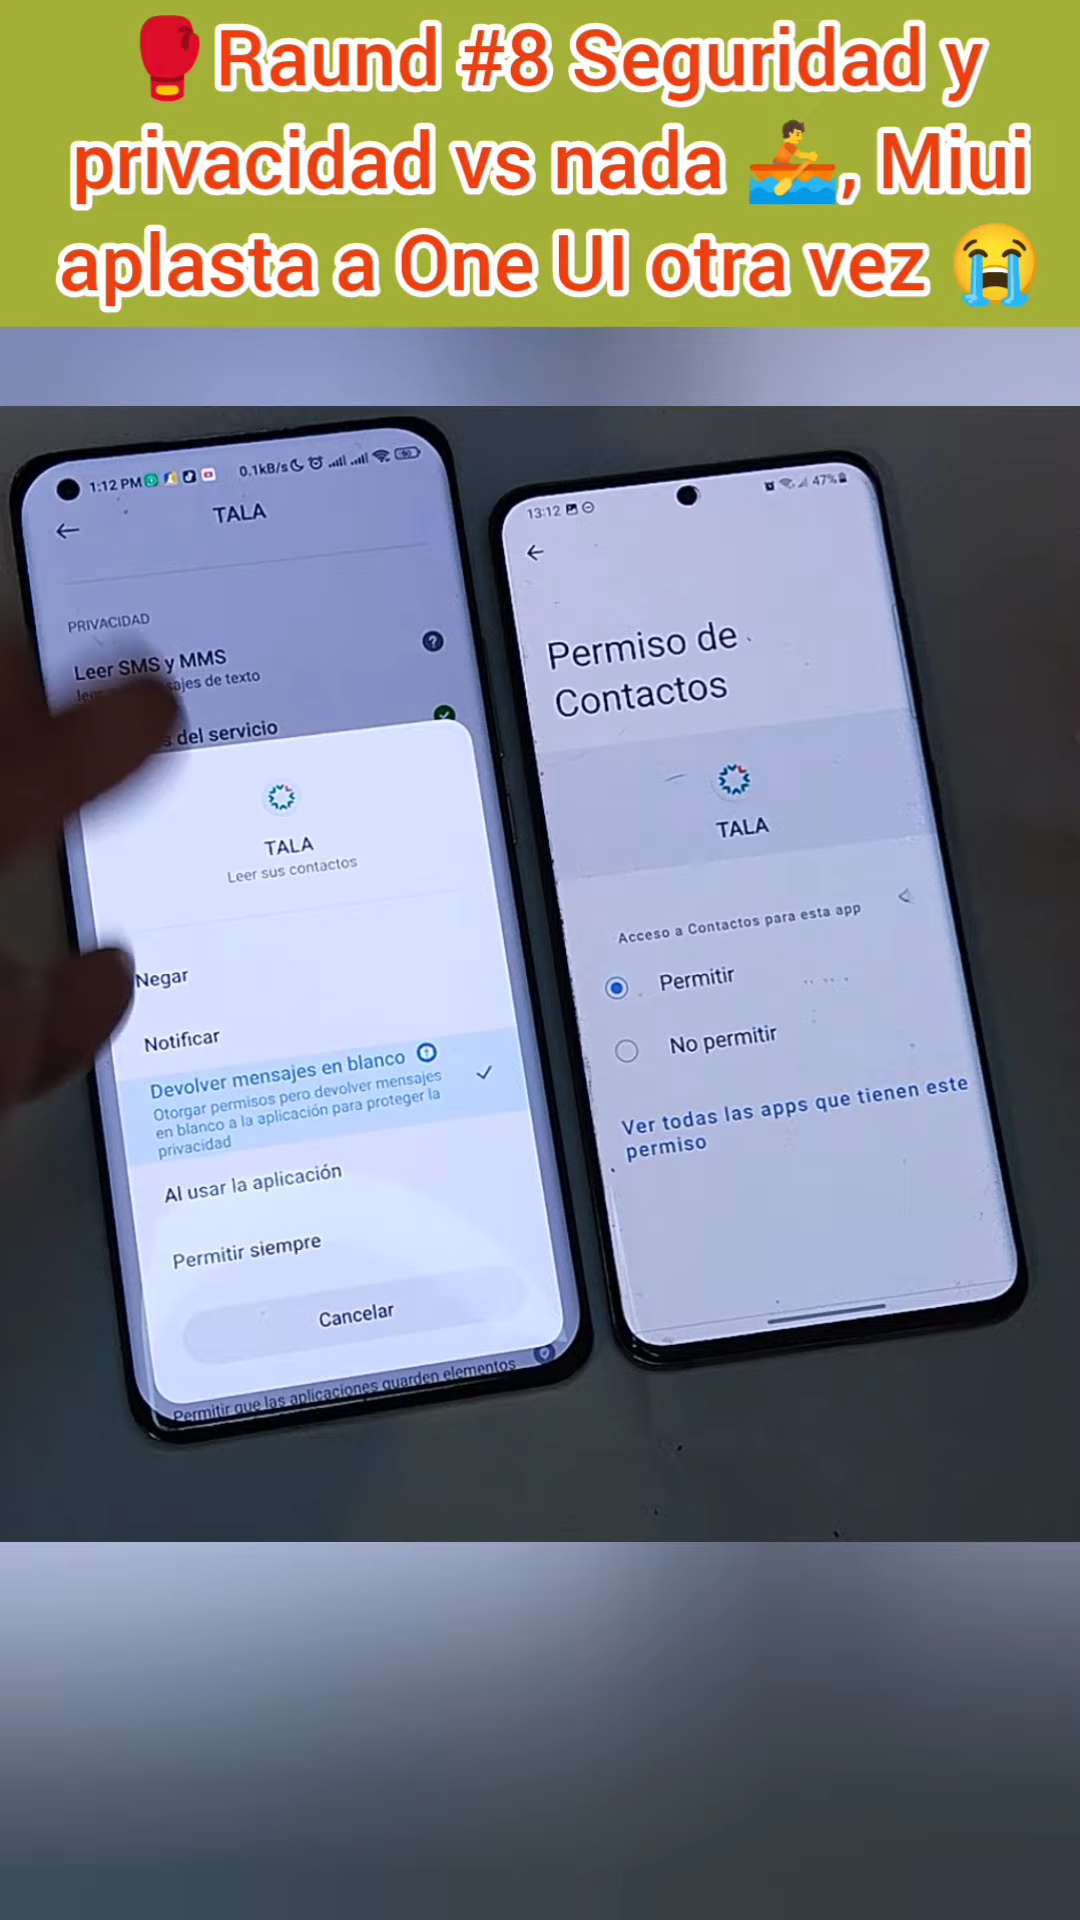 🥊Raund #8 Seguridad y
privacidad vs nada 🚣, Miui
aplasta a One UI otra vez 😭
1:12 PM
0.1kB/s
TALA
PRIVACIDAD
Leer SMS y MMS
ajes de texto
del servicio
TALA
Leer sus contactos
Negar
Notificar
Devolver mensajes en blanco
Otorgar permisos pero devolver mensajes
en blanco a la aplicación para proteger la
privacidad
Al usar la aplicación
Permitir siempre
Cancelar
Permitir que las aplicaciones guarden elementos
13:12
47%
Permiso de
Contactos
TALA
Acceso a Contactos para esta app
Permitir
No permitir
Ver todas las apps que tienen este
permiso